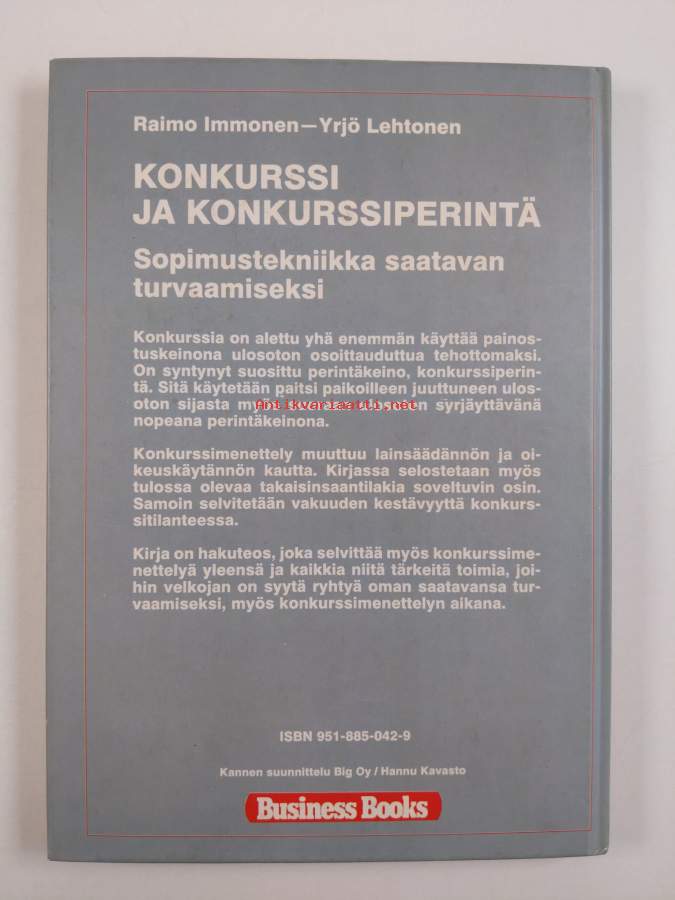 Raimo Immonen—Yrjö Lehtonen
KONKURSSI
JA KONKURSSIPERINTÄ
Sopimustekniikka saatavan
turvaamiseksi
Konkurssia on alettu yhä enemmän käyttää painos-
tuskeinona ulosoton osoittauduttua tehottomaksi.
On syntynyt suosittu perintäkeino, konkurssiperin-
tä. Sitä käytetään paitsi paikoilleen juuttuneen ulos-
oton sijasta syrjäyttävänä
Antikvariaatti.net
nopeana perintäkeinona.
Konkurssimenettely muuttuu lainsäädännön ja oi-
keuskäytännön kautta. Kirjassa selostetaan myös
tulossa olevaa takaisinsaantilakia soveltuvin osin.
Samoin selvitetään vakuuden kestävyyttä konkurs-
sitilanteessa.
Kirja on hakuteos, joka selvittää myös konkurssime-
nettelyä yleensä ja kaikkia niitä tärkeitä toimia, joi-
hin velkojan on syytä ryhtyä oman saatavansa tur-
vaamiseksi, myös konkurssimenettelyn aikana.
ISBN 951-885-042-9
Kannen suunnittelu Big Oy / Hannu Kavasto
Business Books